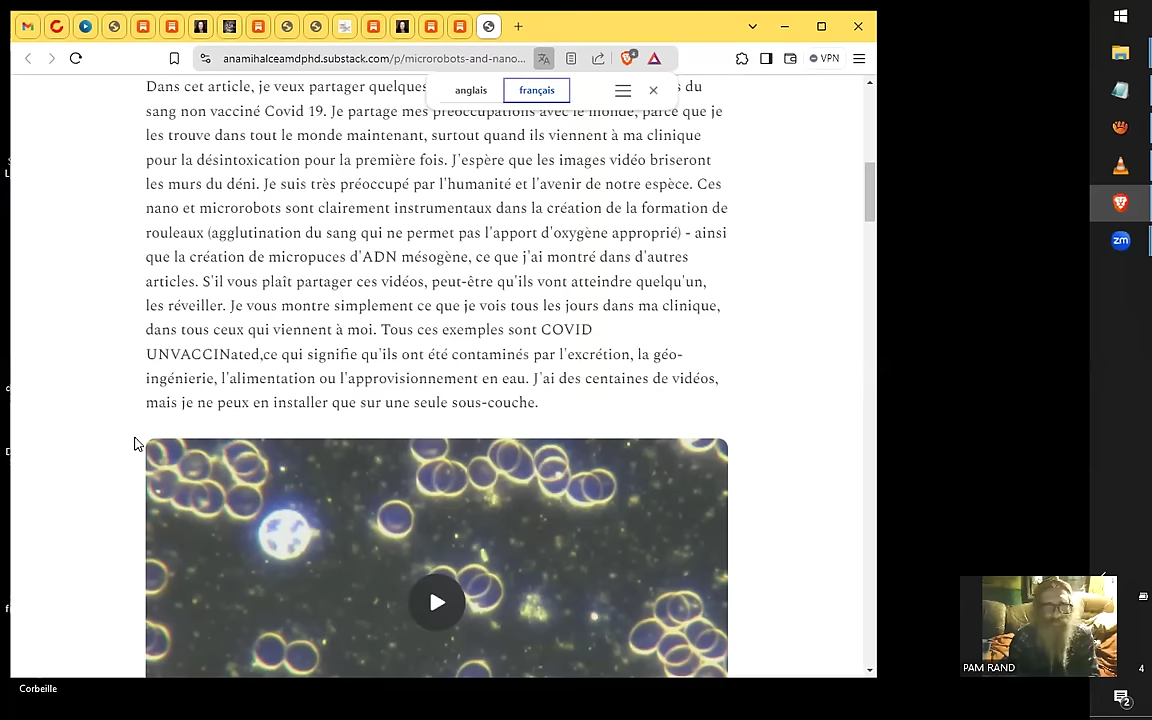 anamihalceamdphd.substack.com/p/microrobots-and-nano...
4
VPN
anglais
français
Dans cet article, je veux partager quelques
s du
sang non vacciné Covid 19. Je partage mes préoccupations avec le monde, parce que je
les trouve dans tout le monde maintenant, surtout quand ils viennent à ma clinique
pour la désintoxication pour la première fois. J'espère que les images vidéo briseront
les murs du déni. Je suis très préoccupé par l'humanité et l'avenir de notre espèce. Ces
nano et microrobots sont clairement instrumentaux dans la création de la formation de
rouleaux (agglutination du sang qui ne permet pas l'apport d'oxygène approprié) - ainsi
que la création de micropuces d'ADN mésogène, ce que j'ai montré dans d'autres
articles. S'il vous plaît partager ces vidéos, peut-être qu'ils vont atteindre quelqu'un,
les réveiller. Je vous montre simplement ce que je vois tous les jours dans ma clinique,
dans tous ceux qui viennent à moi. Tous ces exemples sont COVID
UNVACCINated,ce qui signifie qu'ils ont été contaminés par l'excrétion, la géo-
ingénierie, l'alimentation ou l'approvisionnement en eau. J'ai des centaines de vidéos,
mais je ne peux en installer que sur une seule sous-couche.
zm
PAM RAND
4
Corbeille
2